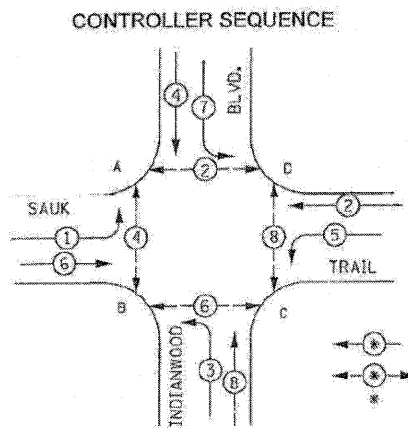 CONTROLLER SEQUENCE
4
7
BLVD.
A
2
D
SAUK
2
1
4
8
5
6
TRAIL
B
6
C
INDIANWOOD
3
8
*
*
*